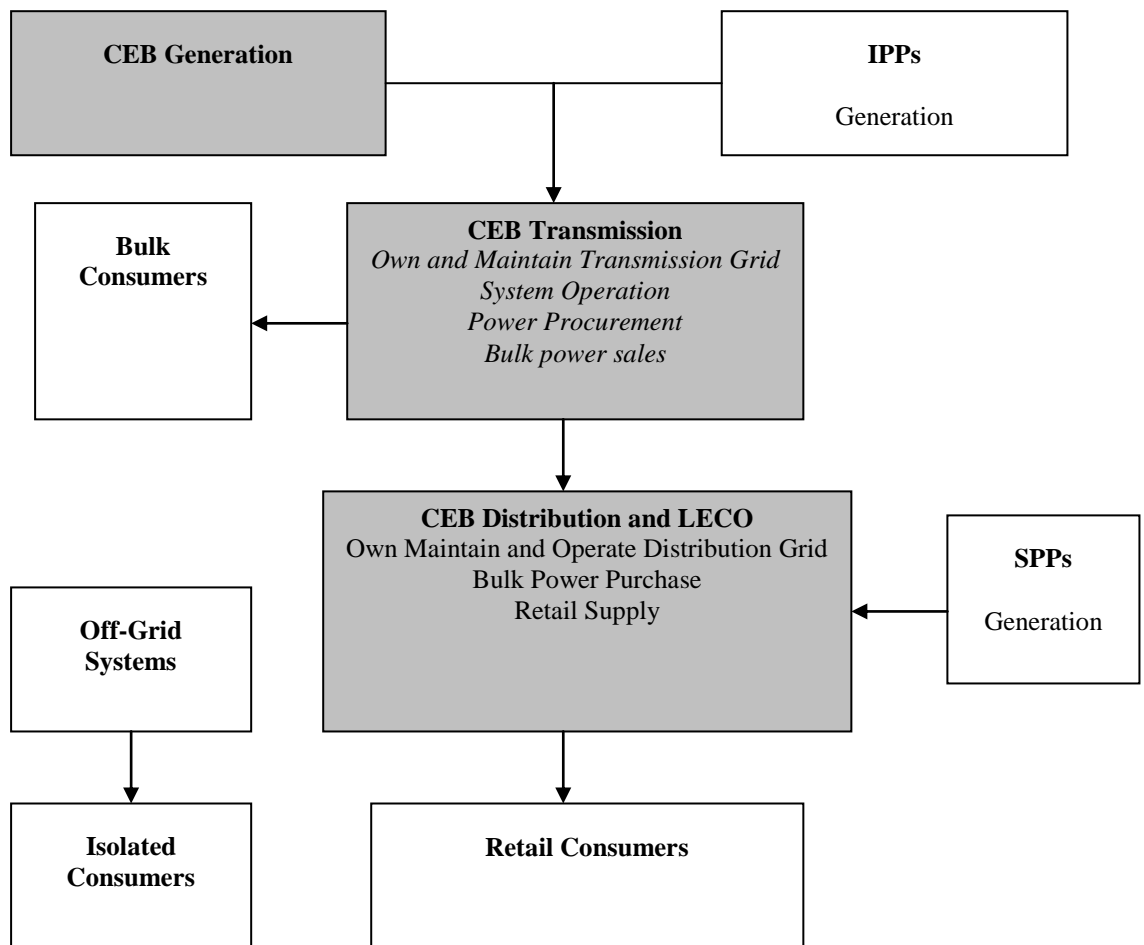 CEB Generation
IPPs
Generation
Bulk
Consumers
CEB Transmission
Own and Maintain Transmission Grid
System Operation
Power Procurement
Bulk power sales
CEB Distribution and LECO
Own Maintain and Operate Distribution Grid
Bulk Power Purchase
Retail Supply
SPPs
Generation
Off-Grid
Systems
Isolated
Consumers
Retail Consumers